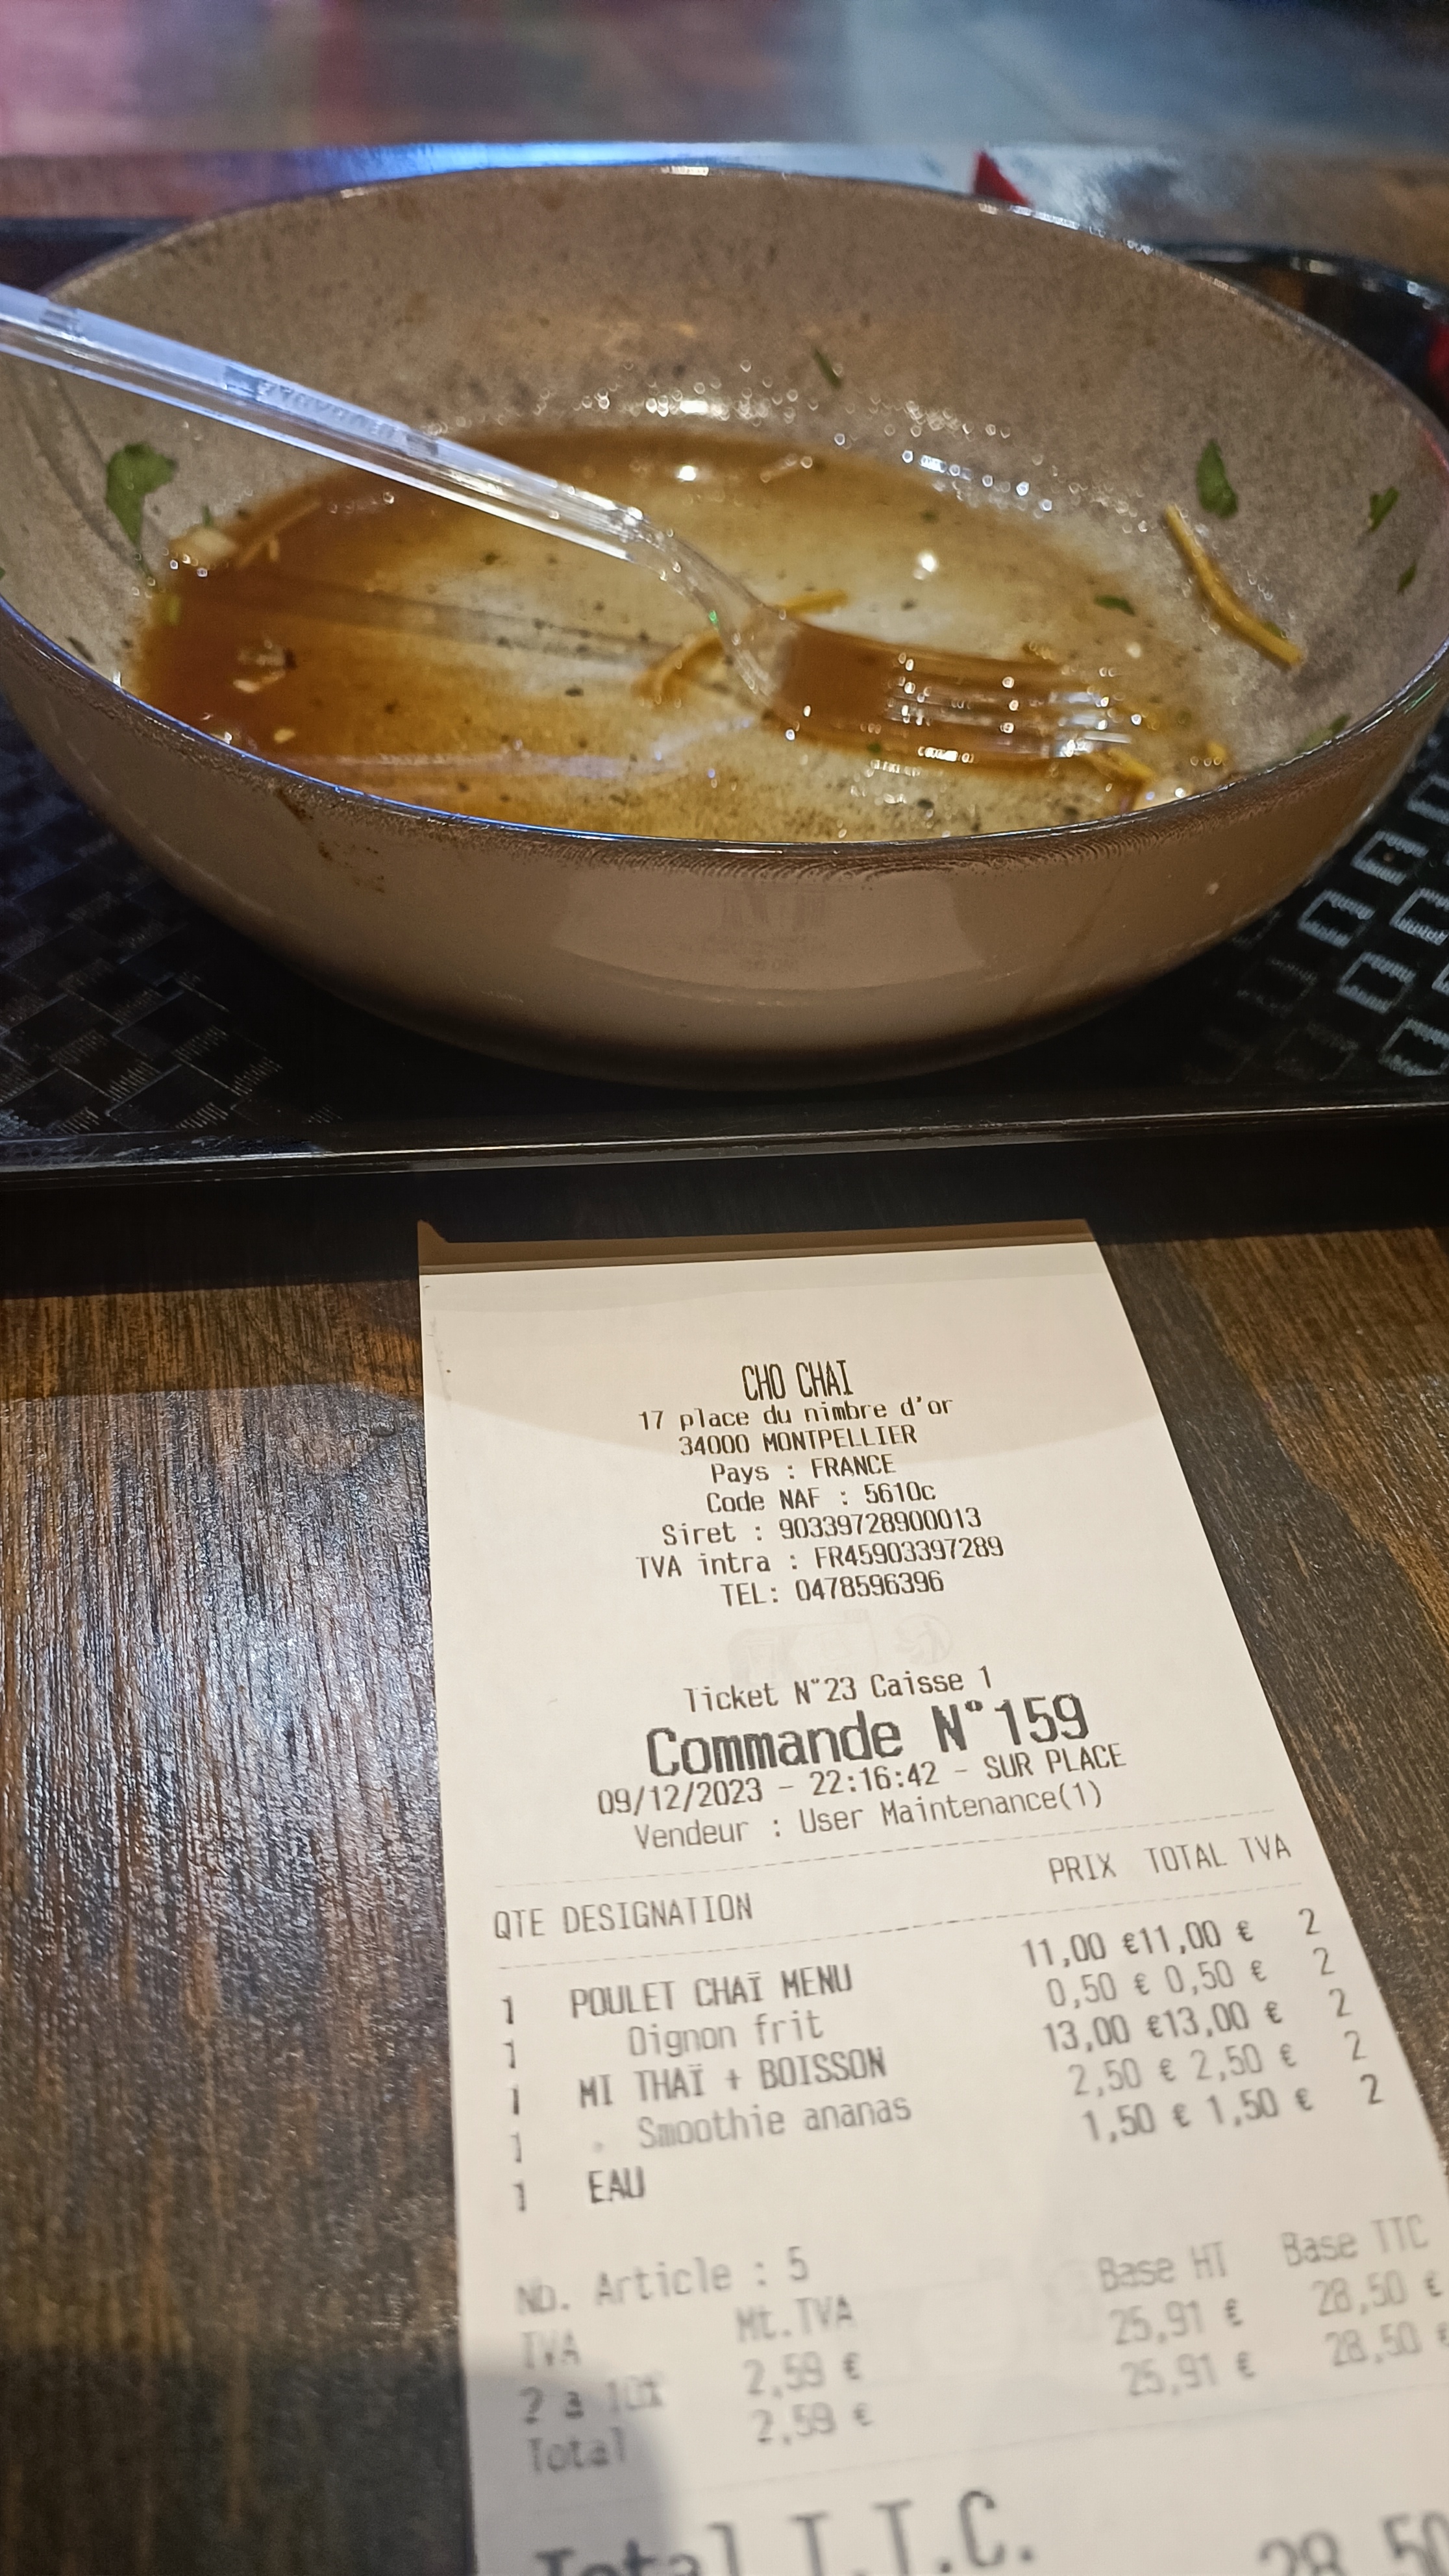 CHO CHAI
17 place du nimbre d'or
34000 MONTPELLIER
Pays : FRANCE
Code NAF : 5610c
Siret : 90339728900013
TVA intra : FR45903397289
TEL: 0478596396
Ticket N°23 Caisse 1
Commande N°159
09/12/2023 - 22:16:42 - SUR PLACE
Vendeur : User Maintenance(1)
QTE DESIGNATION PRIX TOTAL TVA
1 POULET CHAÏ MENU 11,00 €11,00 € 2
1 Oignon frit 0,50 € 0,50 € 2
1 MI THAÏ + BOISSON 13,00 €13,00 € 2
1 Smoothie ananas 2,50 € 2,50 € 2
1 EAU 1,50 € 1,50 € 2
Nb. Article : 5
TVA Mt.TVA Base HT Base TTC
2 à 10% 2,59 € 25,91 € 28,50 €
Total 2,59 € 25,91 € 28,50 €
Total T.T.C. 28,50